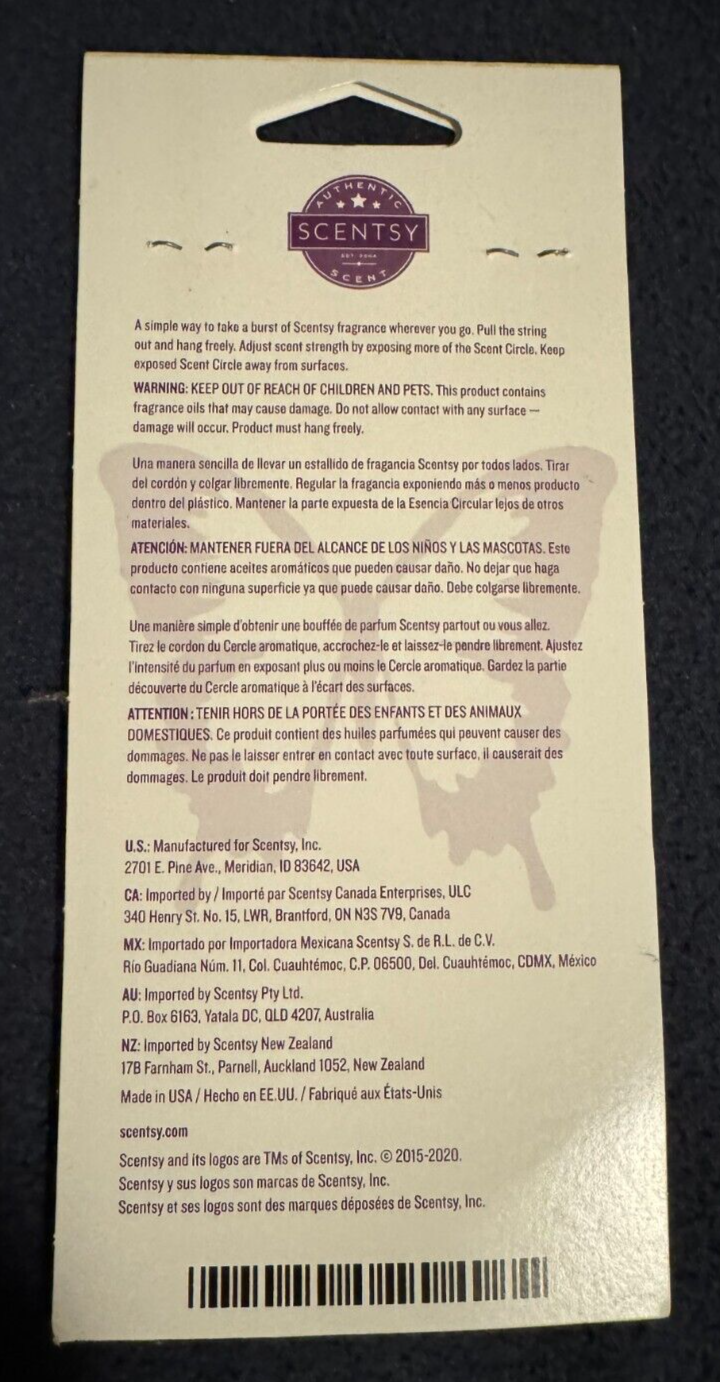 AUTHENTIC
SCENTSY
EST. 2004
SCENT
A simple way to take a burst of Scentsy fragrance wherever you go. Pull the string
out and hang freely. Adjust scent strength by exposing more of the Scent Circle. Keep
exposed Scent Circle away from surfaces.
WARNING: KEEP OUT OF REACH OF CHILDREN AND PETS. This product contains
fragrance oils that may cause damage. Do not allow contact with any surface —
damage will occur. Product must hang freely.
Una manera sencilla de llevar un estallido de fragancia Scentsy por todos lados. Tirar
del cordón y colgar libremente. Regular la fragancia exponiendo más o menos producto
dentro del plástico. Mantener la parte expuesta de la Esencia Circular lejos de otros
materiales.
ATENCIÓN: MANTENER FUERA DEL ALCANCE DE LOS NIÑOS Y LAS MASCOTAS. Este
producto contiene aceites aromáticos que pueden causar daño. No dejar que haga
contacto con ninguna superficie ya que puede causar daño. Debe colgarse libremente.
Une manière simple d'obtenir une bouffée de parfum Scentsy partout ou vous allez.
Tirez le cordon du Cercle aromatique, accrochez-le et laissez-le pendre librement. Ajustez
l'intensité du parfum en exposant plus ou moins le Cercle aromatique. Gardez la partie
découverte du Cercle aromatique à l'écart des surfaces.
ATTENTION : TENIR HORS DE LA PORTÉE DES ENFANTS ET DES ANIMAUX
DOMESTIQUES. Ce produit contient des huiles parfumées qui peuvent causer des
dommages. Ne pas le laisser entrer en contact avec toute surface, il causerait des
dommages. Le produit doit pendre librement.
U.S.: Manufactured for Scentsy, Inc.
2701 E. Pine Ave., Meridian, ID 83642, USA
CA: Imported by / Importé par Scentsy Canada Enterprises, ULC
340 Henry St. No. 15, LWR, Brantford, ON N3S 7V9, Canada
MX: Importado por Importadora Mexicana Scentsy S. de R.L. de C.V.
Río Guadiana Núm. 11, Col. Cuauhtémoc, C.P. 06500, Del. Cuauhtémoc, CDMX, México
AU: Imported by Scentsy Pty Ltd.
P.O. Box 6163, Yatala DC, QLD 4207, Australia
NZ: Imported by Scentsy New Zealand
17B Farnham St., Parnell, Auckland 1052, New Zealand
Made in USA / Hecho en EE.UU. / Fabriqué aux États-Unis
scentsy.com
Scentsy and its logos are TMs of Scentsy, Inc. © 2015-2020.
Scentsy y sus logos son marcas de Scentsy, Inc.
Scentsy et ses logos sont des marques déposées de Scentsy, Inc.